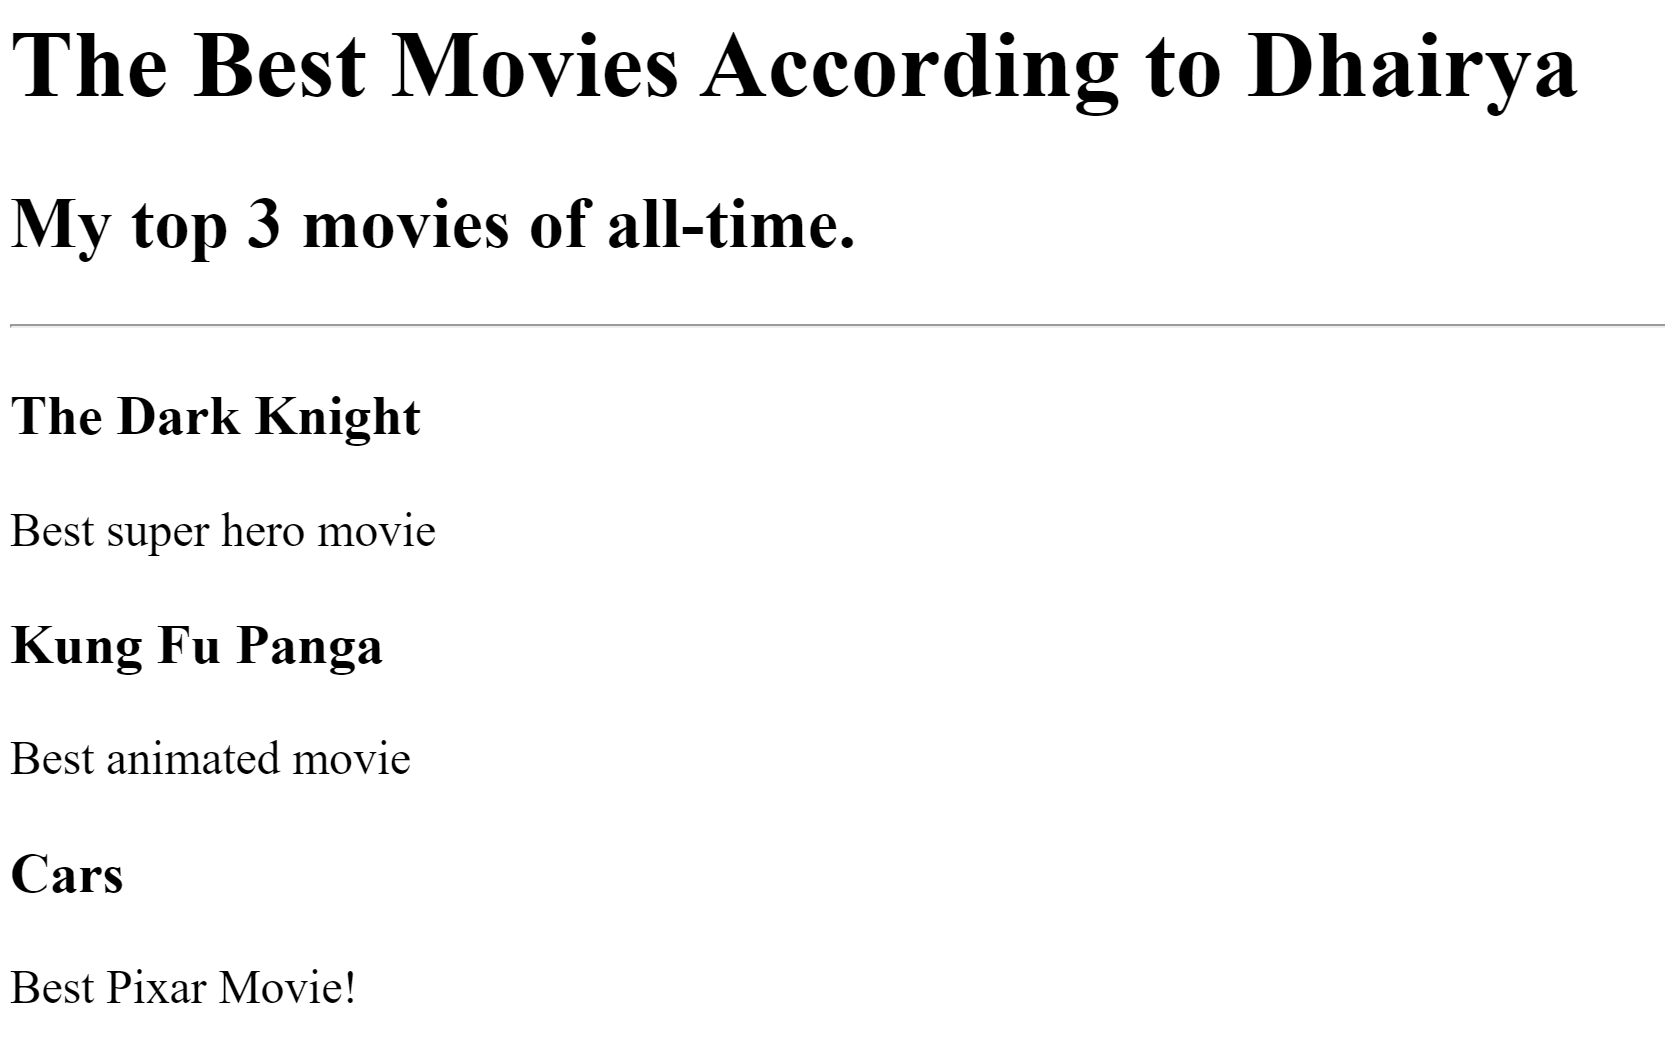 The Best Movies According to Dhairya
My top 3 movies of all-time.
The Dark Knight
Best super hero movie
Kung Fu Panga
Best animated movie
Cars
Best Pixar Movie!